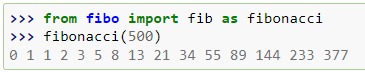 >>> from fibo import fib as fibonacci
>>> fibonacci(500)
0 1 1 2 3 5 8 13 21 34 55 89 144 233 377